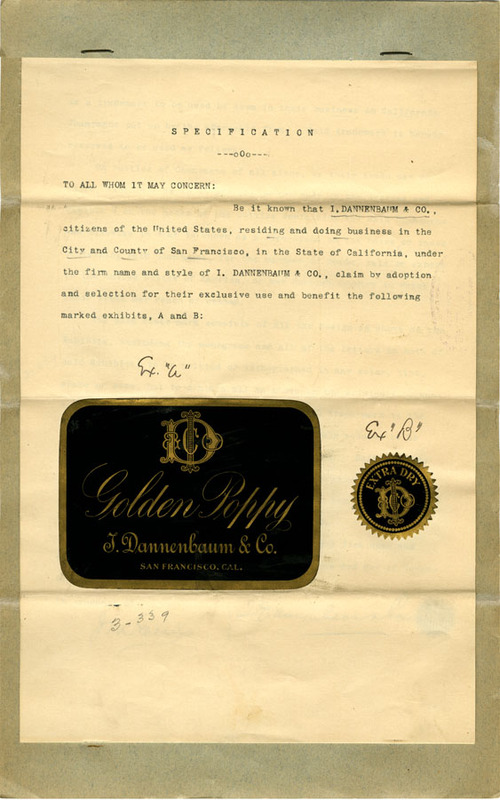 SPECIFICATION
---oOo---
TO ALL WHOM IT MAY CONCERN:
Be it known that I. DANNENBAUM & CO.,
citizens of the United States, residing and doing business in the
City and County of San Francisco, in the State of California, under
the firm name and style of I. DANNENBAUM & CO., claim by adoption
and selection for their exclusive use and benefit the following
marked exhibits, A and B:
Ex. "A"
Ex "B"
D & Co
Golden Poppy
I. Dannenbaum & Co.
SAN FRANCISCO, CAL.
EXTRA DRY
3-339